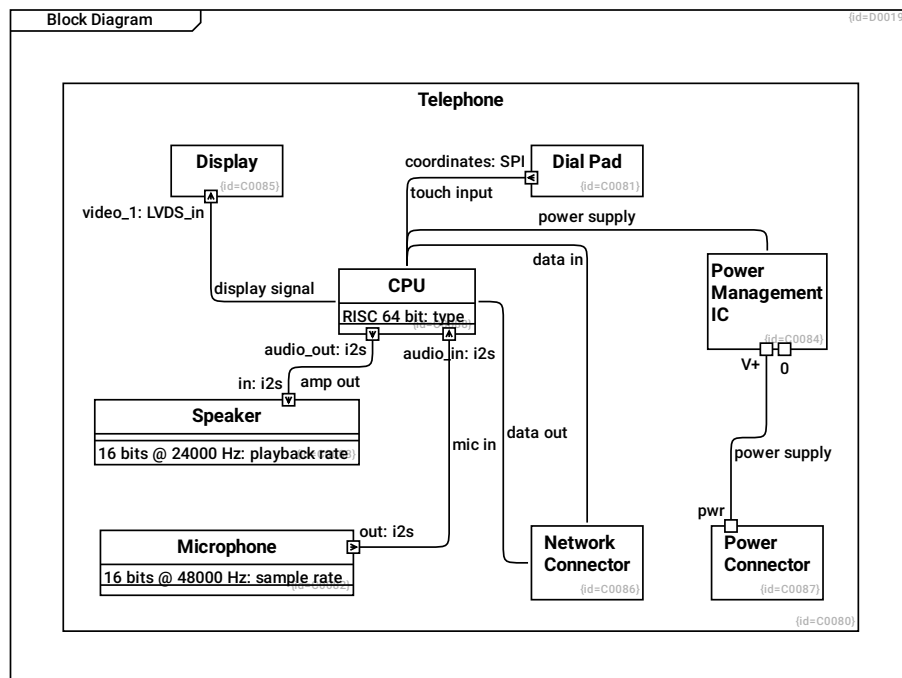 Block Diagram
{id=D0019
Telephone
Display
{id=C0085}
coordinates: SPI
Dial Pad
{id=C0081}
touch input
video_1: LVDS_in
power supply
data in
display signal
CPU
RISC 64 bit: type
Power
Management
IC
{id=C0084}
audio_out: i2s
audio_in: i2s
V+
0
in: i2s
amp out
Speaker
16 bits @ 24000 Hz: playback rate
mic in
data out
power supply
out: i2s
pwr
Microphone
16 bits @ 48000 Hz: sample rate
Network
Connector
{id=C0086}
Power
Connector
{id=C0087}
{id=C0080}